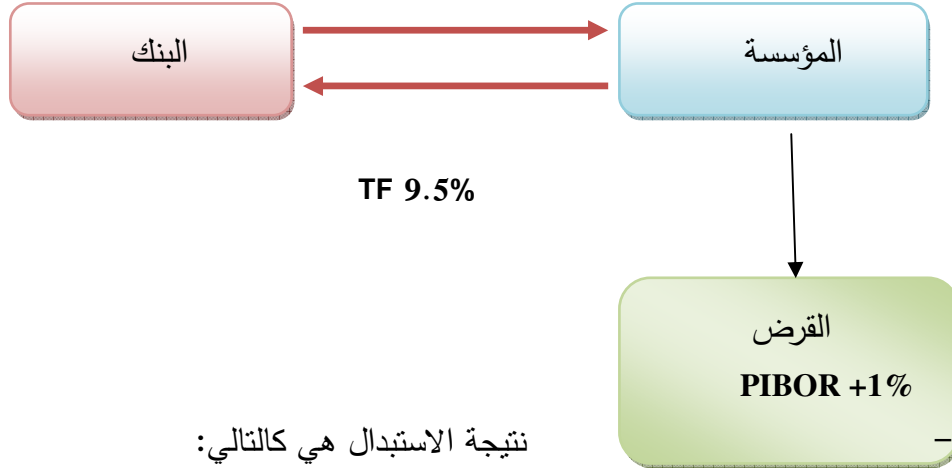 المؤسسة
البنك
TF 9.5%
القرض
PIBOR +1%
نتيجة الاستبدال هي كالتالي: